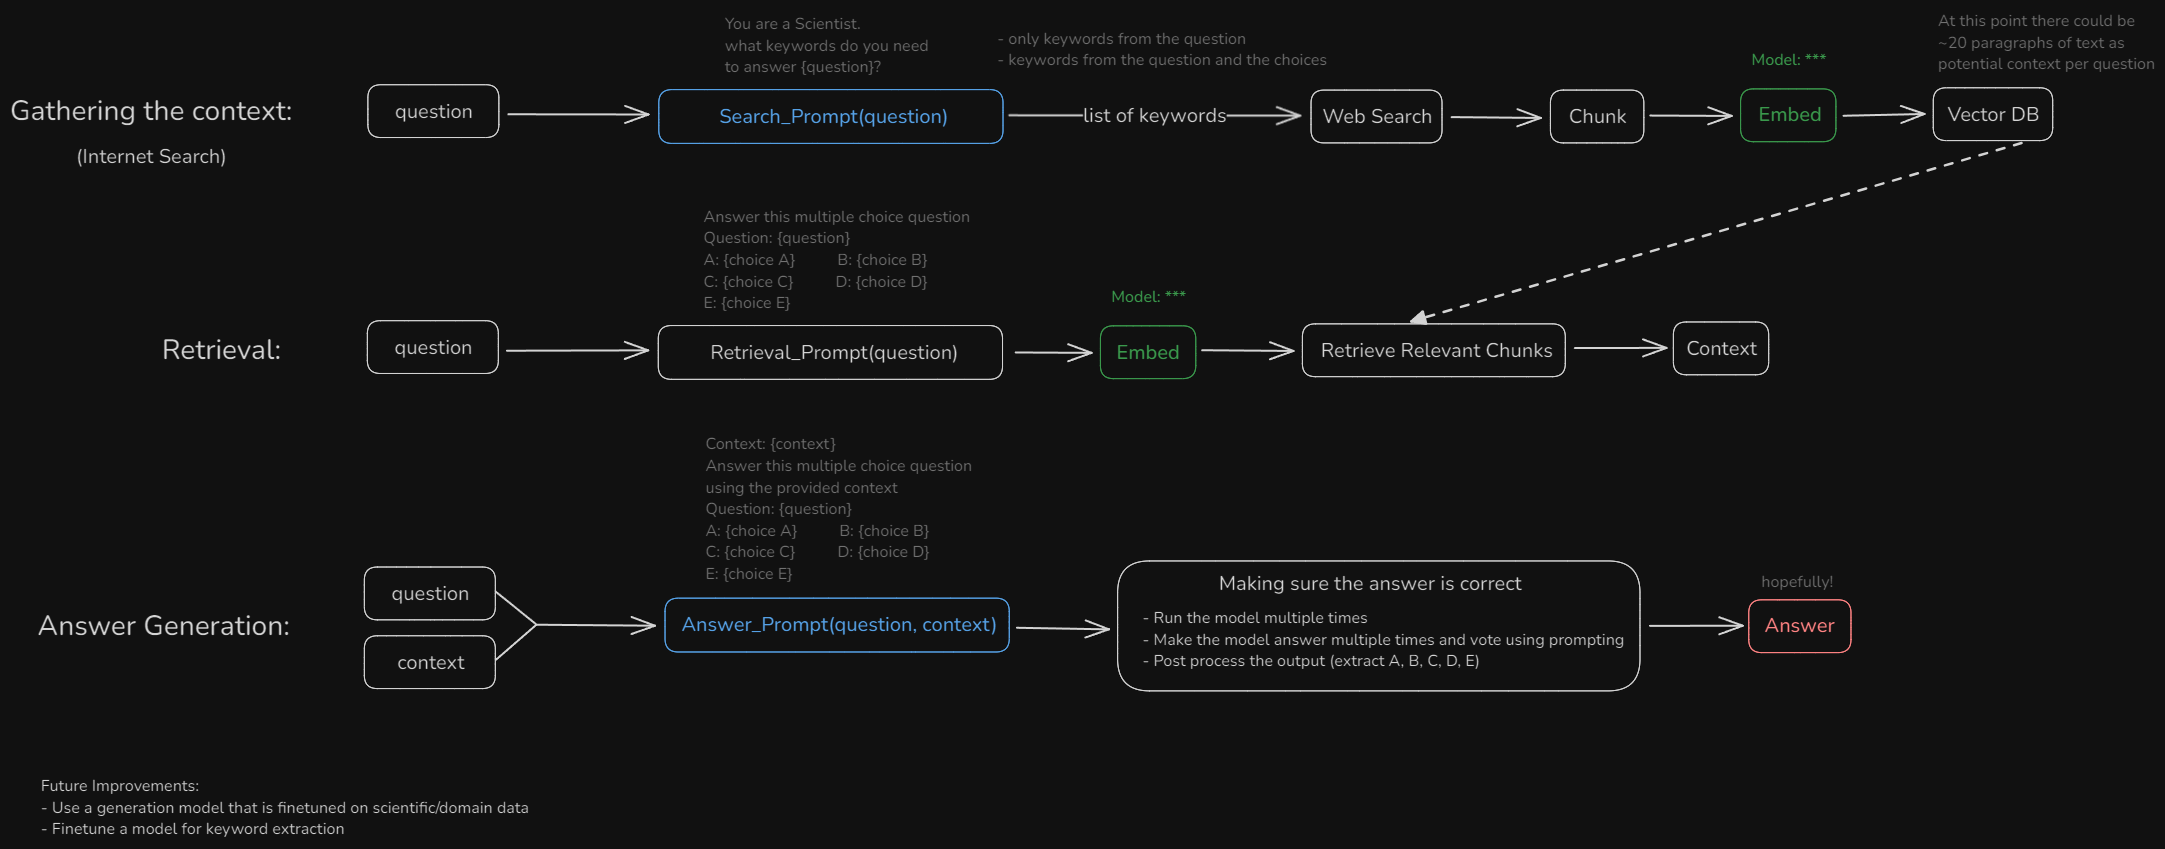 You are a Scientist.
what keywords do you need
to answer {question}?
- only keywords from the question
- keywords from the question and the choices
Model: ***
At this point there could be
~20 paragraphs of text as
potential context per question
Gathering the context:
(Internet Search)
question
Search_Prompt(question)
list of keywords
Web Search
Chunk
Embed
Vector DB
Answer this multiple choice question
Question: {question}
A: {choice A} B: {choice B}
C: {choice C} D: {choice D}
E: {choice E}
Model: ***
Retrieval:
question
Retrieval_Prompt(question)
Embed
Retrieve Relevant Chunks
Context
Context: {context}
Answer this multiple choice question
using the provided context
Question: {question}
A: {choice A} B: {choice B}
C: {choice C} D: {choice D}
E: {choice E}
Answer Generation:
question
context
Answer_Prompt(question, context)
Making sure the answer is correct
- Run the model multiple times
- Make the model answer multiple times and vote using prompting
- Post process the output (extract A, B, C, D, E)
hopefully!
Answer
Future Improvements:
- Use a generation model that is finetuned on scientific/domain data
- Finetune a model for keyword extraction